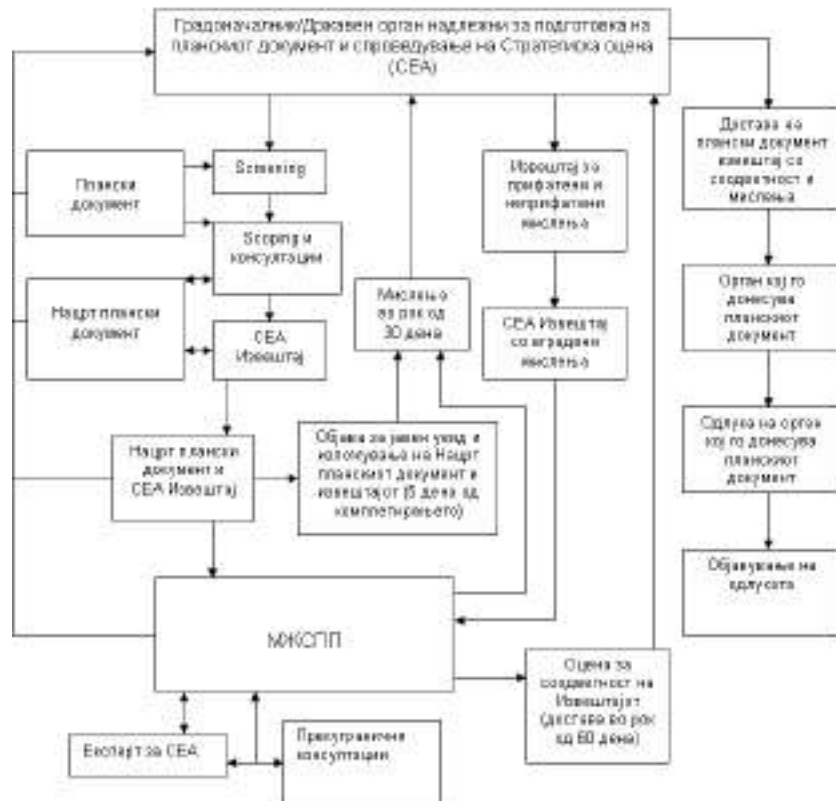 Градоначалник/Државен орган надлежни за подготовка на
планскиот документ и спроведување на Стратегиска оцена
(СЕА)
Screening
Плански
документ
Scoping и
консултации
Нацрт плански
документ
СЕА
Извештај
Нацрт плански
документ и
СЕА Извештај
Објава за јавен увид и
изложување на Нацрт
планскиот документ и
извештајот (5 дена од
комплетирањето)
Мислење
во рок од
30 дена
Извештај за
прифатени и
неприфатени
мислења
СЕА Извештај
со вградени
мислења
Достава на
плански документ
извештај со
соодветност и
мислења
Орган кој го
донесува
планскиот
документ
Одлука на орган
кој го донесува
планскиот
документ
Објавување на
одлуката
МЖСПП
Оцена за
соодветност на
Извештајот
(достава во рок
од 60 дена)
Експерт за СЕА
Прекугранични
консултации